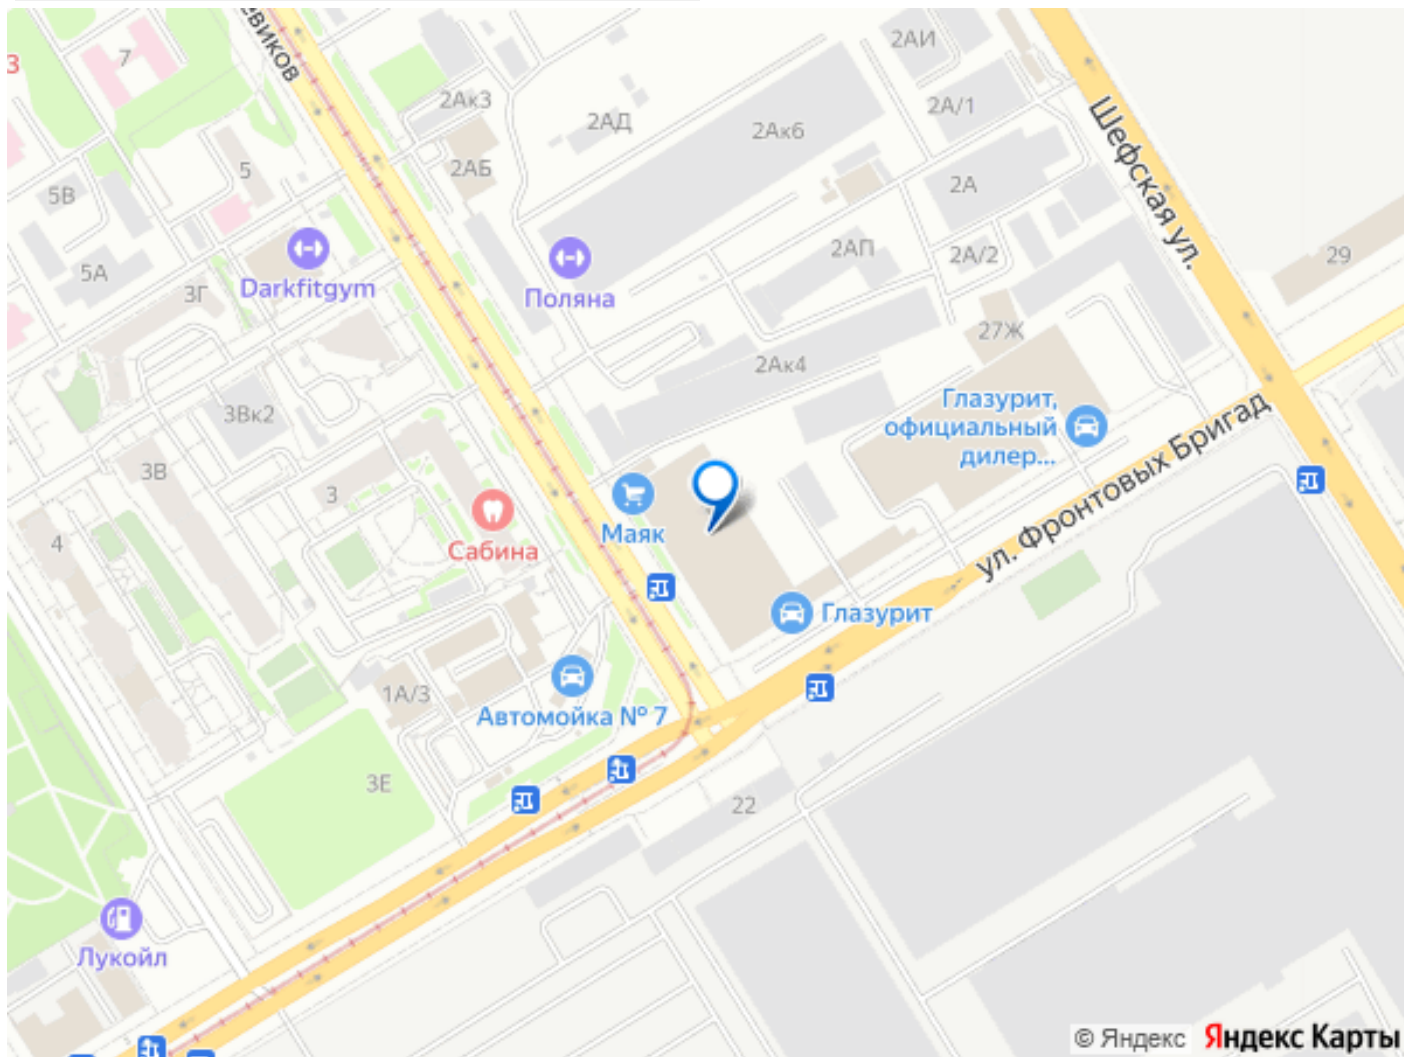 евиков
3
7
2АИ
2Ак3
2АД
2Ак6
2А/1
Шефская ул.
2АБ
5
5В
2А
5А
3Г
Darkfitgym
Поляна
2АП
2А/2
29
27Ж
2Ак4
3Вк2
Глазурит,
официальный
дилер...
ул. Фронтовых Бригад
3В
3
4
Маяк
Сабина
Глазурит
1А/3
Автомойка № 7
3Е
22
Лукойл
© Яндекс Яндекс Карты